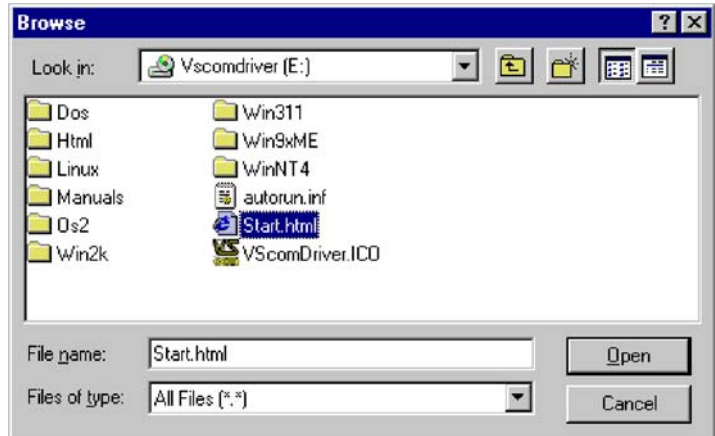 Browse
Look in: Vscomdriver (E:)
Dos
Html
Linux
Manuals
Os2
Win2k
Win311
Win9xME
WinNT4
autorun.inf
Start.html
VScomDriver.ICO
File name: Start.html
Open
Files of type: All Files (*.*)
Cancel